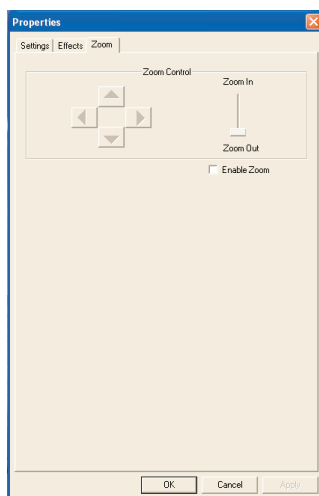 Properties
Settings Effects Zoom
Zoom Control
Zoom In
Zoom Out
Enable Zoom
OK Cancel Apply